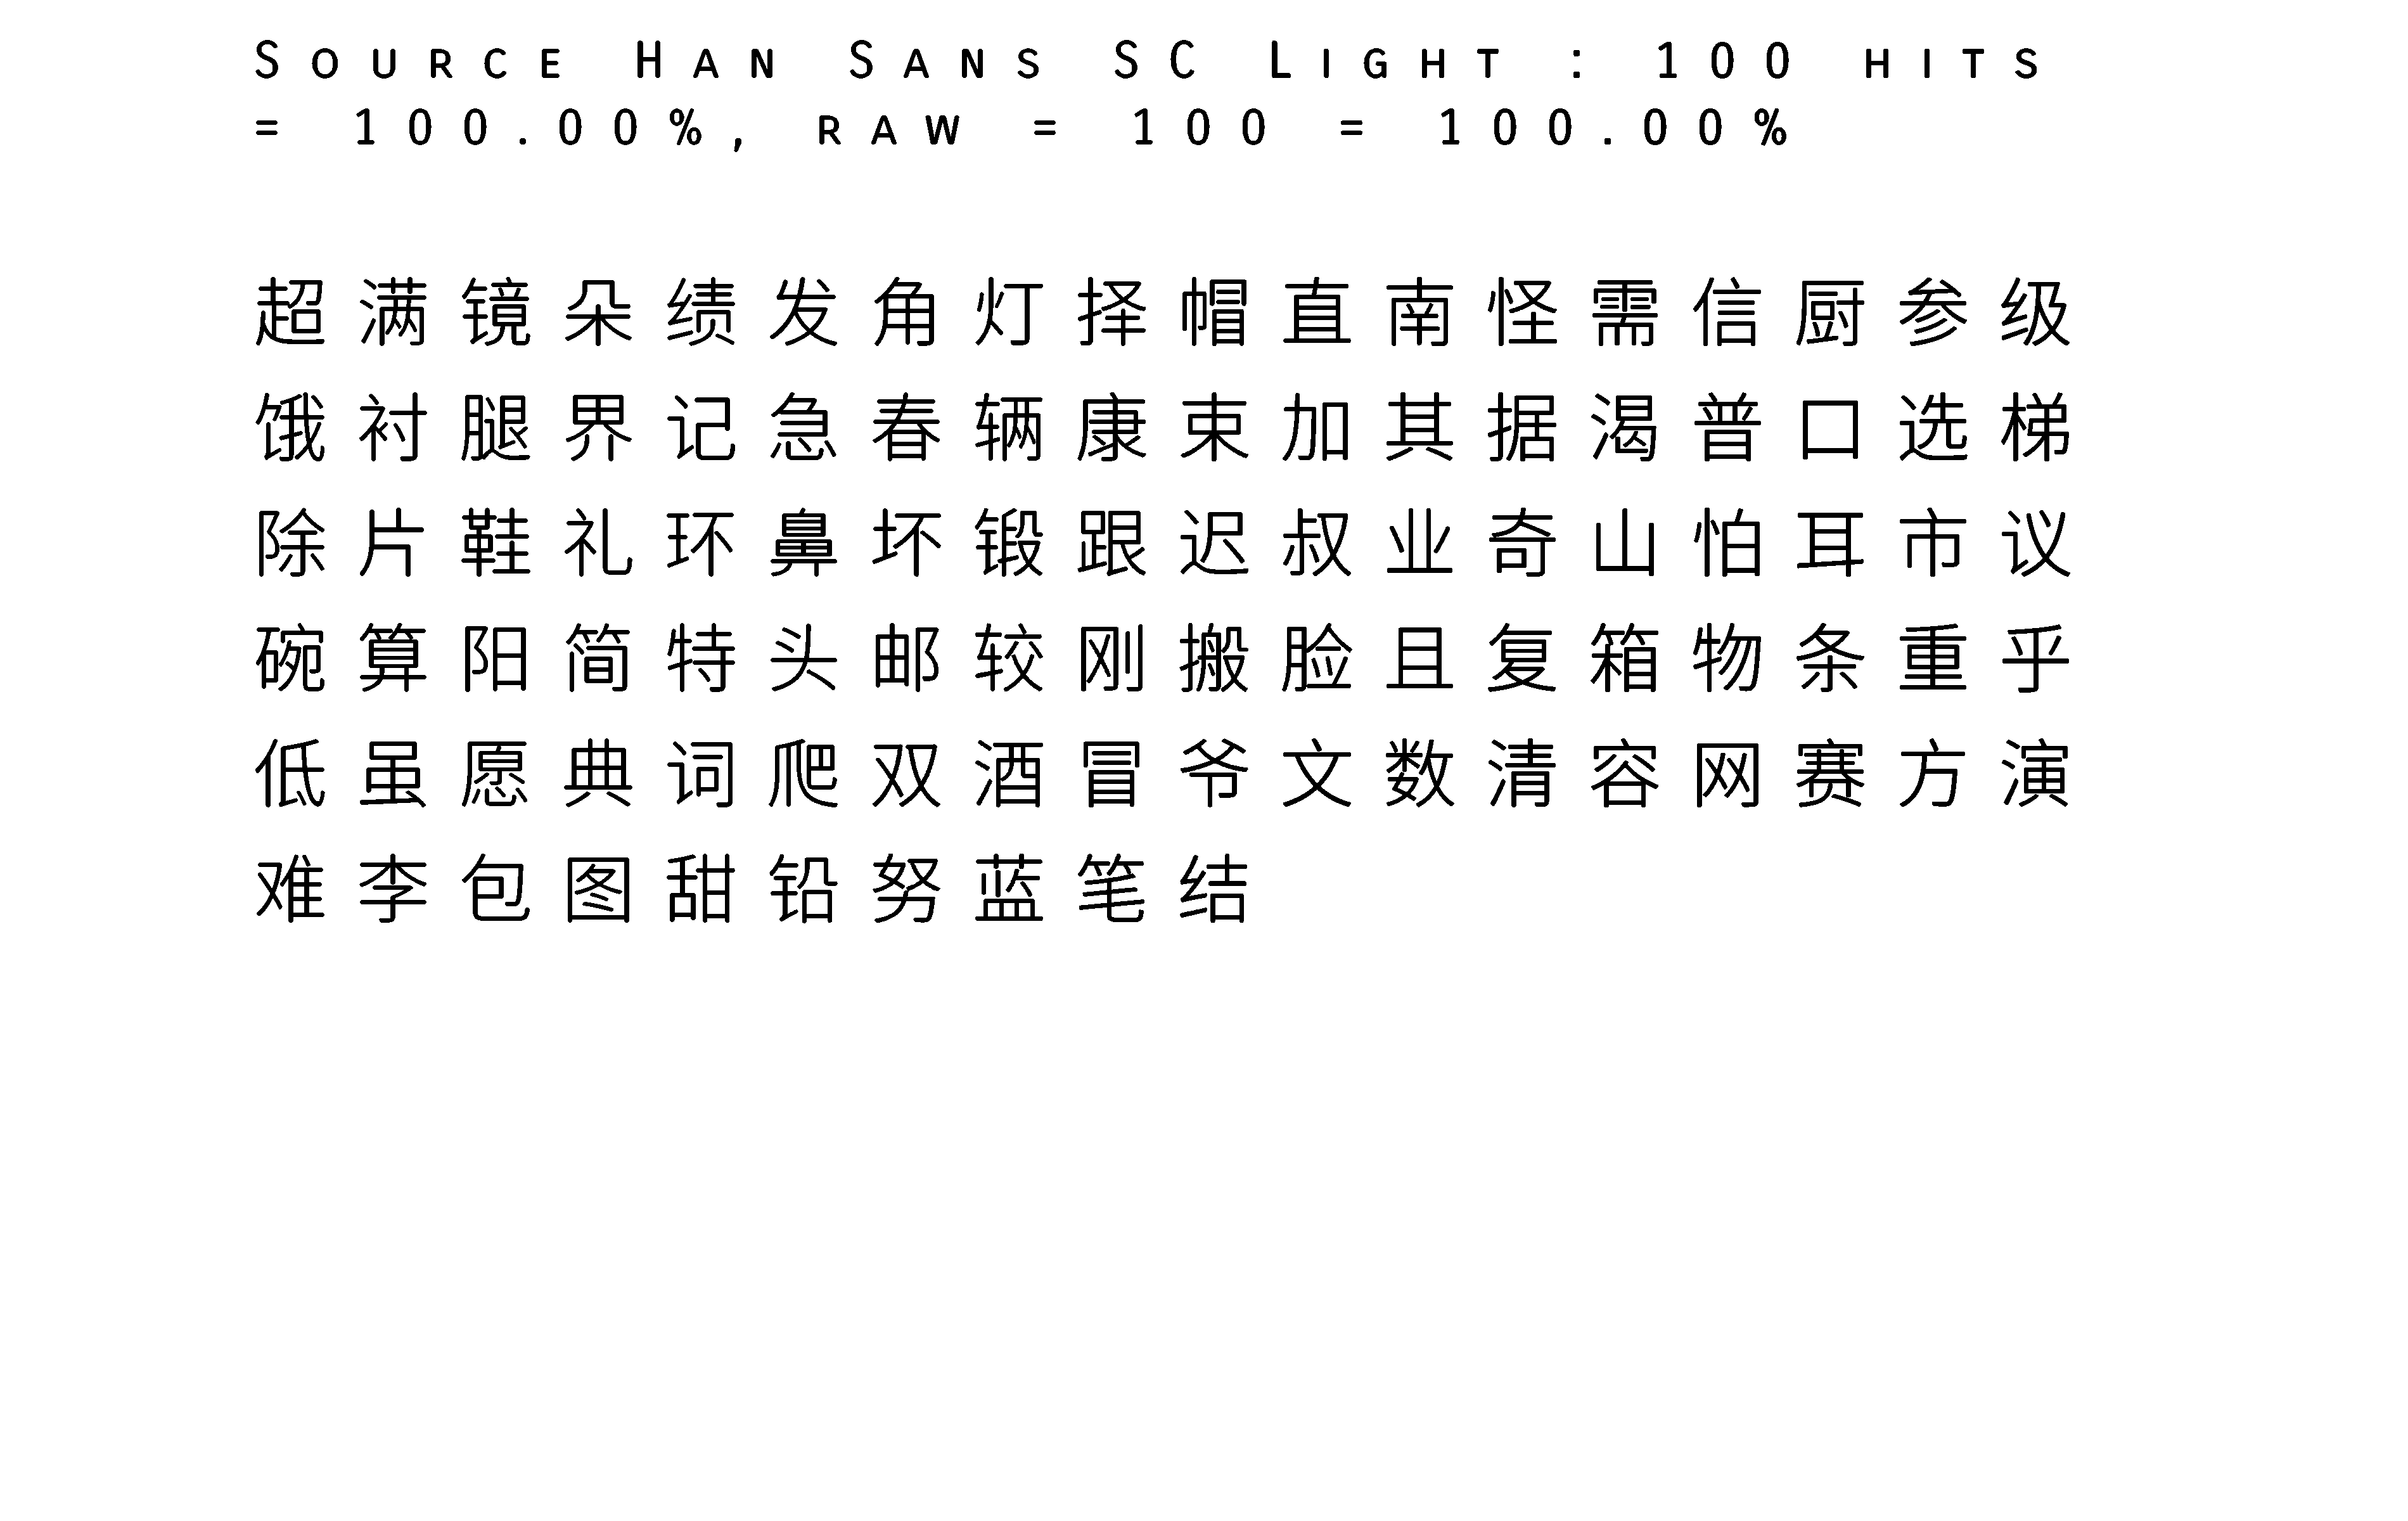 Source Han Sans SC Light : 100 hits
= 100.00%, raw = 100 = 100.00%
超满镜朵绩发角灯择帽直南怪需信厨参级
饿衬腿界记急春辆康束加其据渴普口选梯
除片鞋礼环鼻坏锻跟迟叔业奇山怕耳市议
碗算阳简特头邮较刚搬脸且复箱物条重乎
低虽愿典词爬双酒冒爷文数清容网赛方演
难李包图甜铅努蓝笔结